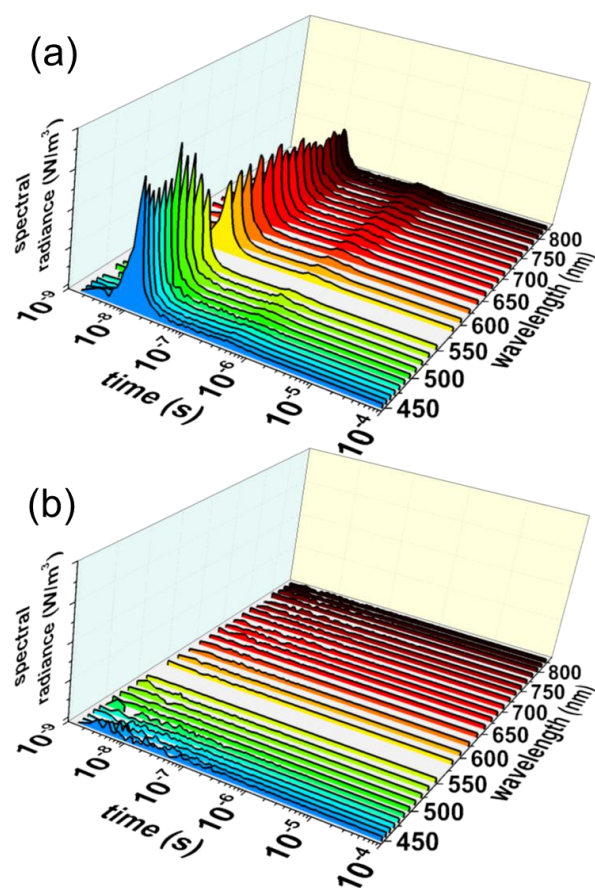 (a)
spectral
radiance (W/m³)
10⁻⁹
10⁻⁸
10⁻⁷
10⁻⁶
10⁻⁵
10⁻⁴
time (s)
800
750
700
650
600
550
500
450
wavelength (nm)
(b)
spectral
radiance (W/m³)
10⁻⁹
10⁻⁸
10⁻⁷
10⁻⁶
10⁻⁵
10⁻⁴
time (s)
800
750
700
650
600
550
500
450
wavelength (nm)